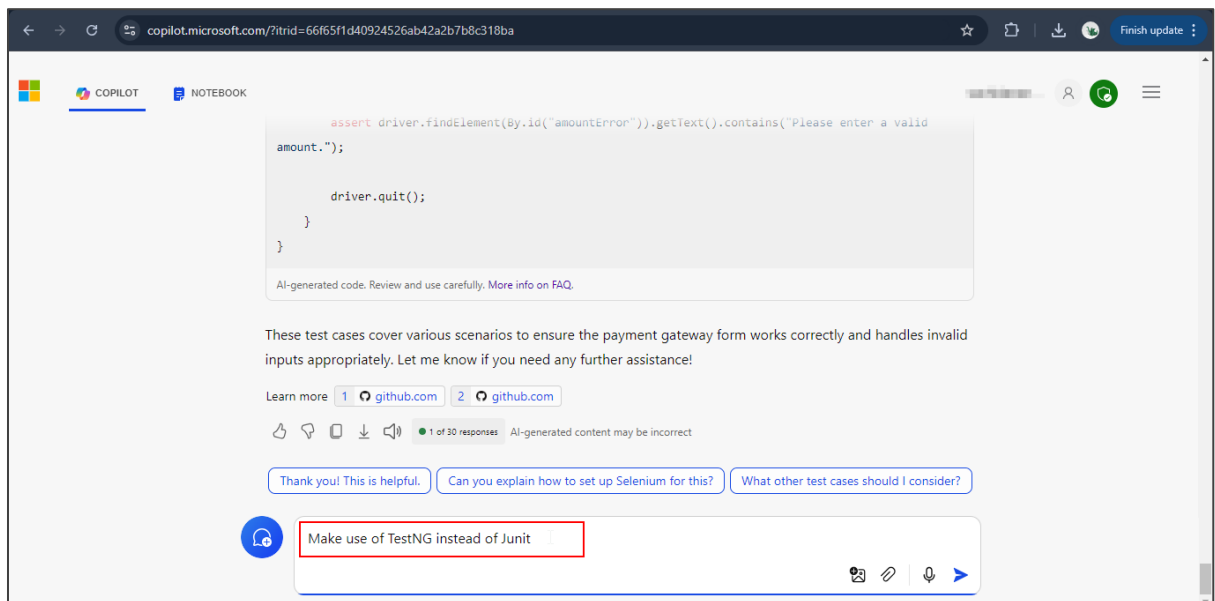 copilot.microsoft.com/?itrid=66f65f1d40924526ab42a2b7b8c318ba
Finish update
COPILOT
NOTEBOOK
assert driver.findElement(By.id("amountError")).getText().contains("Please enter a valid
amount.");
driver.quit();
}
}
AI-generated code. Review and use carefully. More info on FAQ.
These test cases cover various scenarios to ensure the payment gateway form works correctly and handles invalid
inputs appropriately. Let me know if you need any further assistance!
Learn more 1 github.com 2 github.com
1 of 30 responses AI-generated content may be incorrect
Thank you! This is helpful. Can you explain how to set up Selenium for this? What other test cases should I consider?
Make use of TestNG instead of Junit